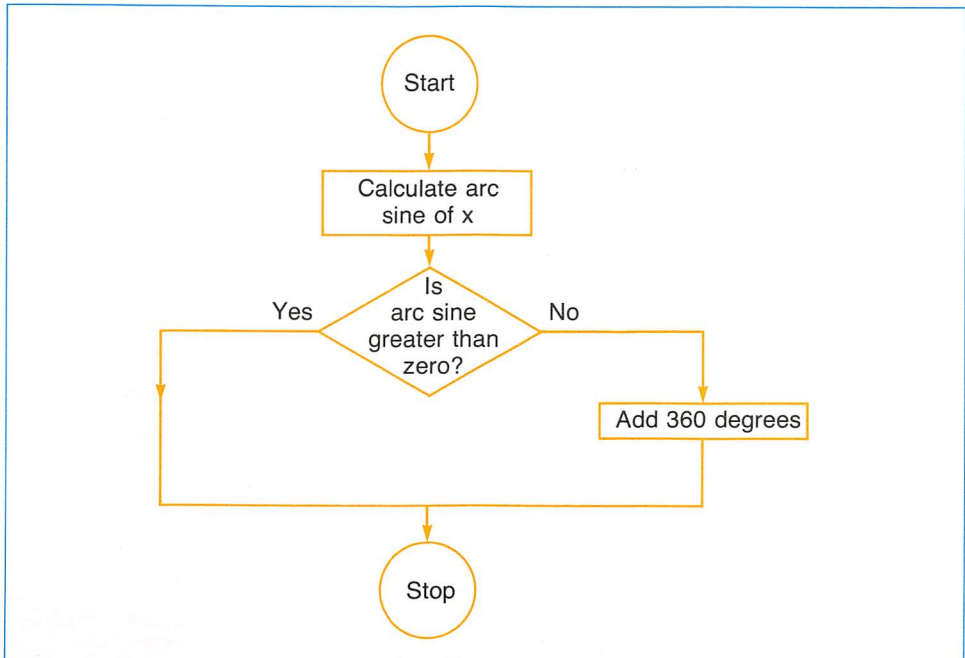 Start
Calculate arc
sine of x
Is
arc sine
greater than
zero?
Yes
No
Add 360 degrees
Stop